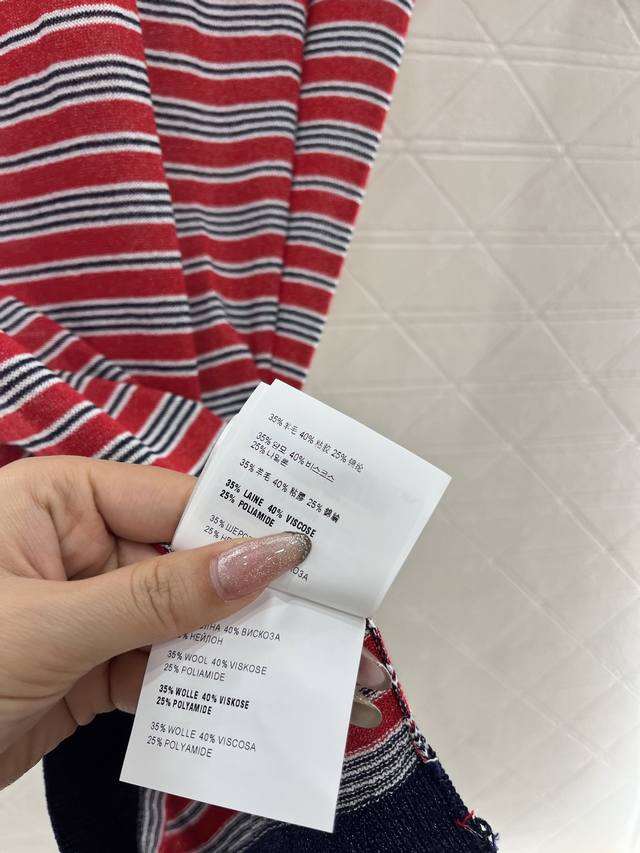 35% 羊毛 40% 粘胶 25% 锦纶
35% 단모 40% 비스코스
25% 나일론
35% 羊毛 40% 粘膠 25% 錦綸
35% LAINE 40% VISCOSE
25% POLIAMIDE
35%
25%
40% ВИСКОЗА
НЕЙЛОН
35% WOOL 40% VISKOSE
25% POLIAMIDE
35% WOLLE 40% VISKOSE
25% POLYAMIDE
35% WOLLE 40% VISCOSA
25% POLYAMIDE